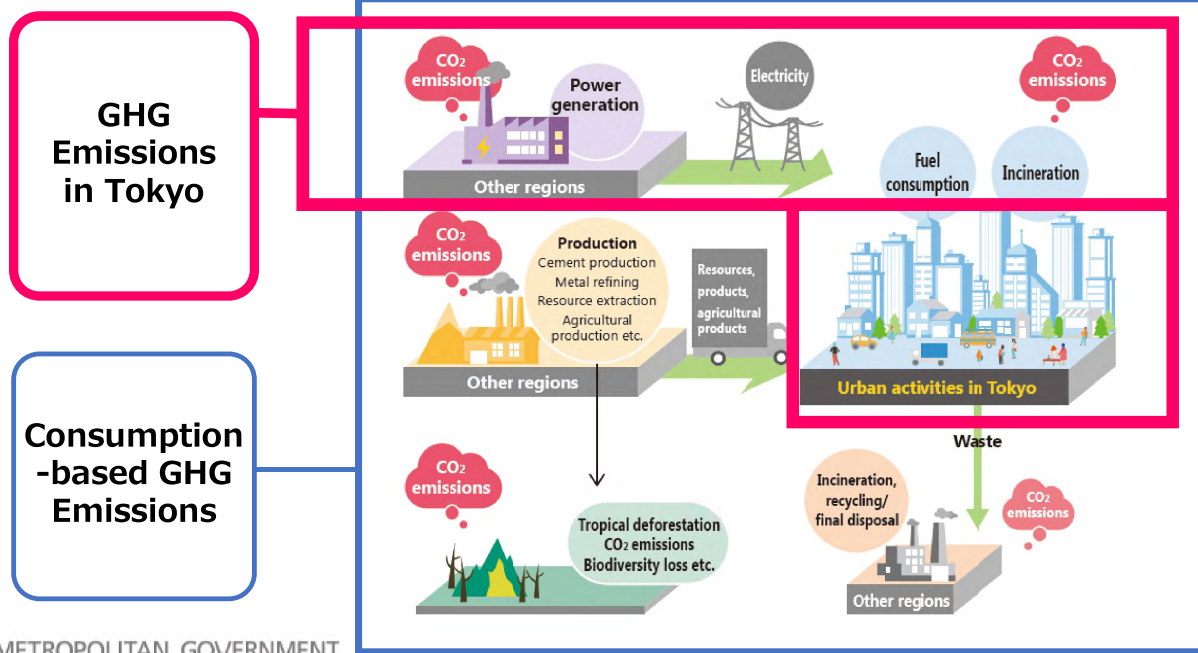 GHG
Emissions
in Tokyo
CO2
emissions
Power
generation
Electricity
CO2
emissions
Fuel
consumption
Incineration
Other regions
CO2
emissions
Production
Cement production
Metal refining
Resource extraction
Agricultural
production etc.
Resources,
products,
agricultural
products
Other regions
Urban activities in Tokyo
Consumption
-based GHG
Emissions
Waste
CO2
emissions
Tropical deforestation
CO2 emissions
Biodiversity loss etc.
Incineration,
recycling/
final disposal
CO2
emissions
Other regions
METROPOLITAN GOVERNMENT